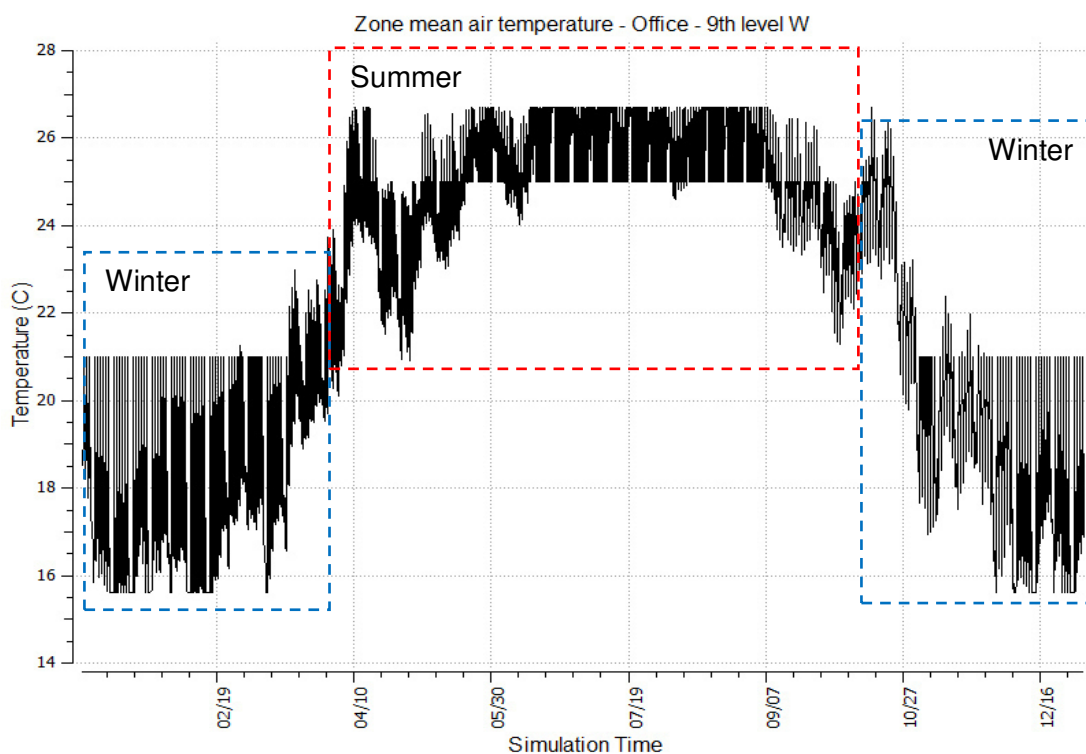 Zone mean air temperature - Office - 9th level W
28
Summer
26
Winter
24
Winter
22
20
18
16
14
Temperature (C)
02/19
04/10
05/30
07/19
09/07
10/27
12/16
Simulation Time